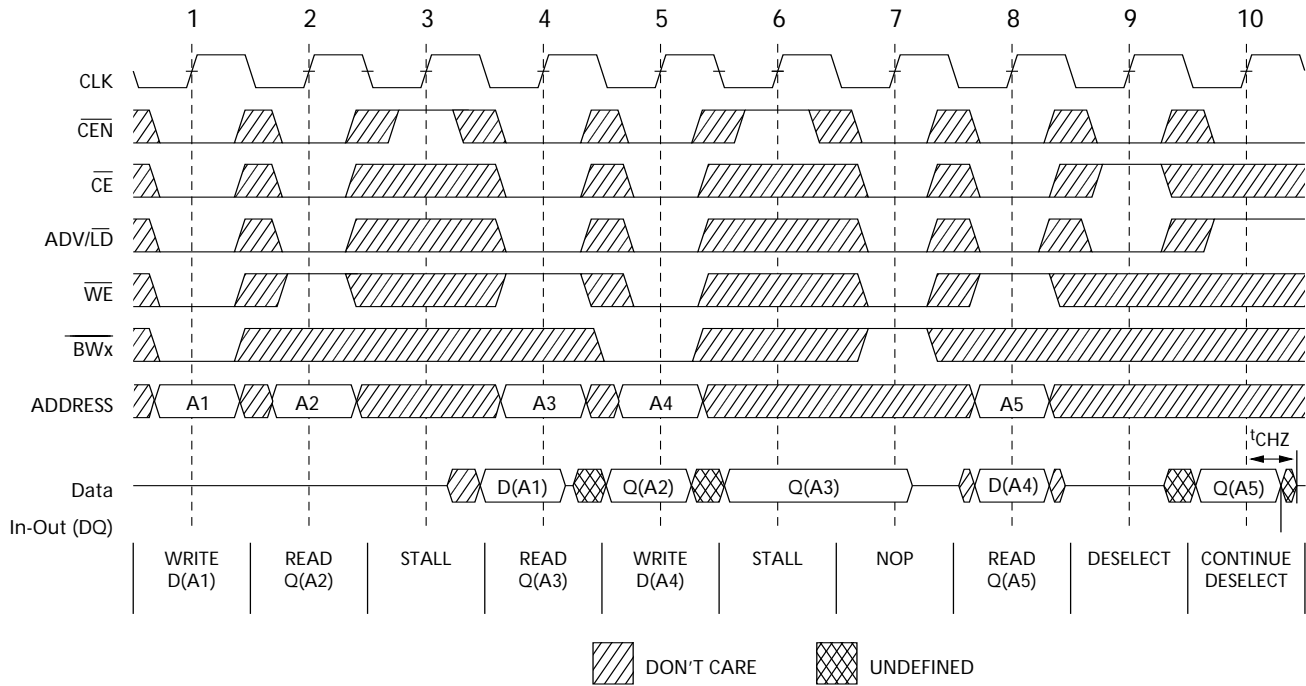 1 2 3 4 5 6 7 8 9 10
CLK
CEN
CE
ADV/LD
WE
BWx
ADDRESS A1 A2 A3 A4 A5
tCHZ
Data D(A1) Q(A2) Q(A3) D(A4) Q(A5)
In-Out (DQ)
WRITE READ STALL READ WRITE STALL NOP READ DESELECT CONTINUE
D(A1) Q(A2) Q(A3) D(A4) Q(A5) DESELECT
DON'T CARE UNDEFINED